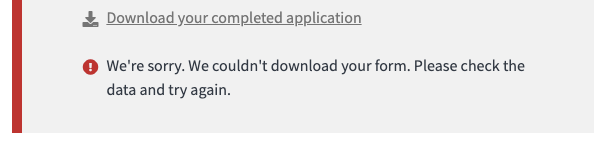 Download your completed application
We're sorry. We couldn't download your form. Please check the
data and try again.